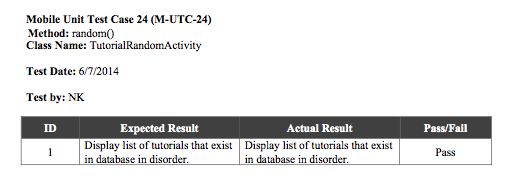 Mobile Unit Test Case 24 (M-UTC-24)
Method: random()
Class Name: TutorialRandomActivity
Test Date: 6/7/2014
Test by: NK
ID Expected Result Actual Result Pass/Fail
1 Display list of tutorials that exist in database in disorder. Display list of tutorials that exist in database in disorder. Pass